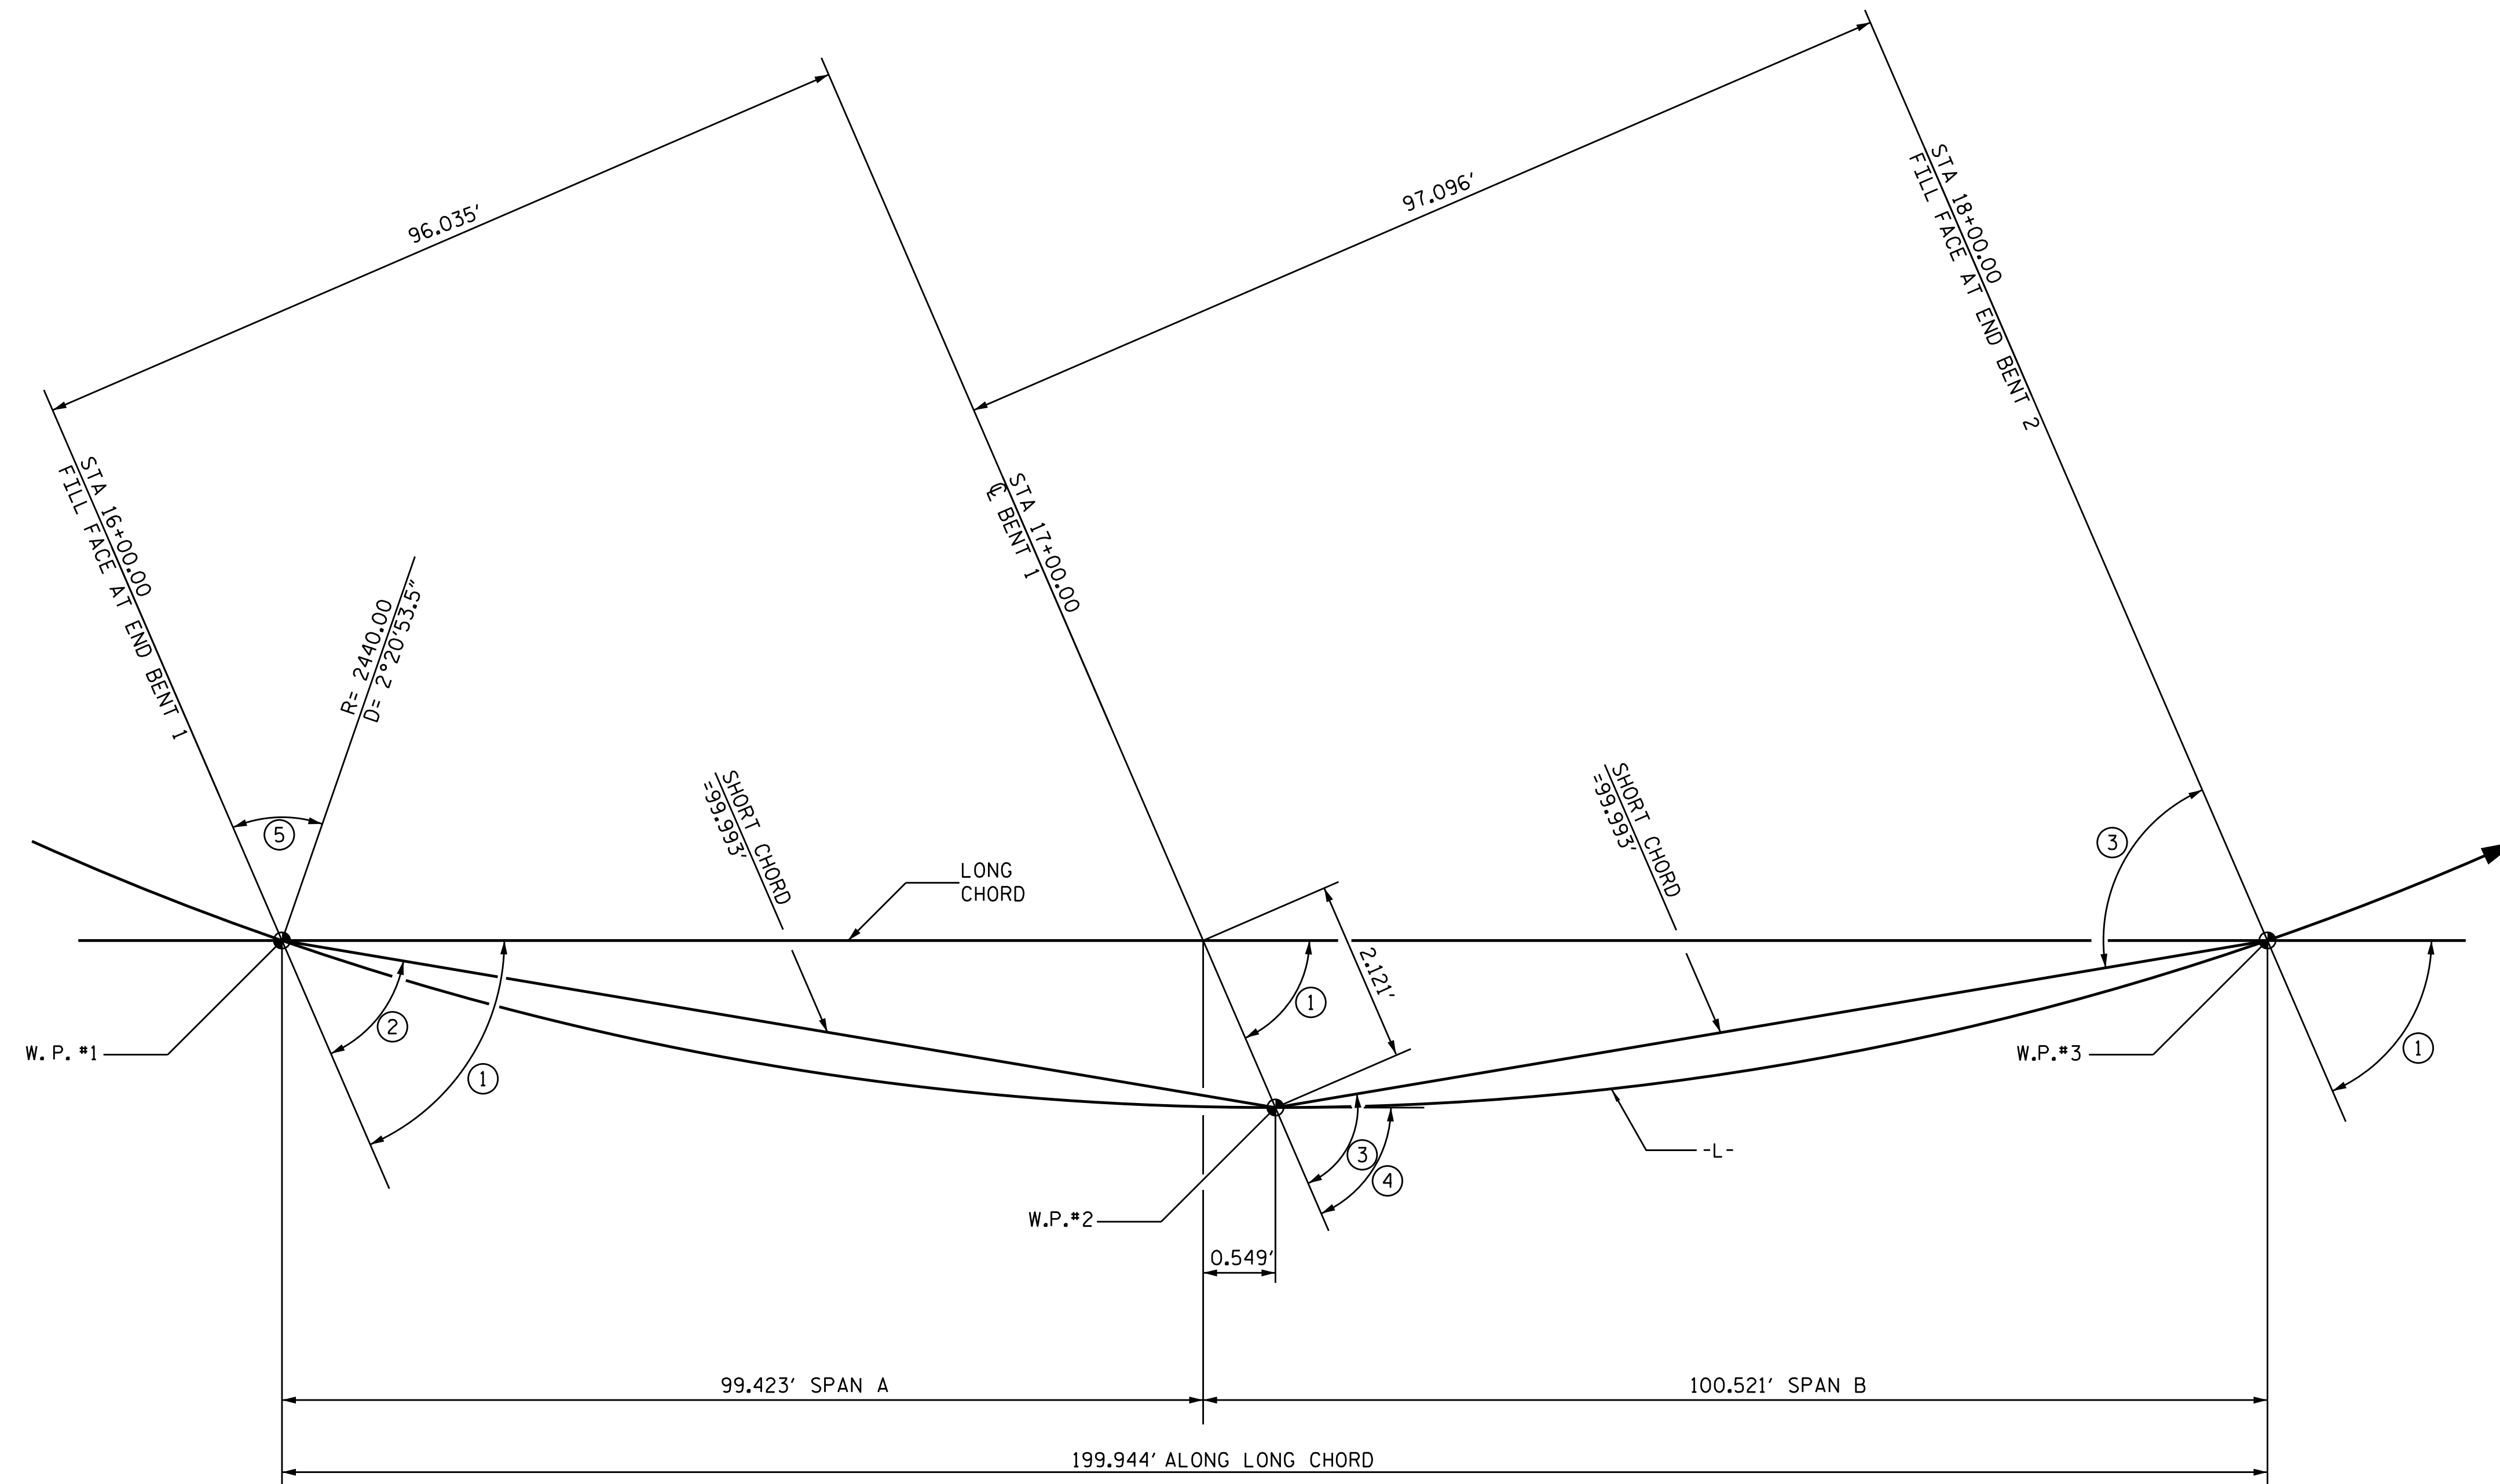 96.035'
97.096'
STA 18+00.00
FILL FACE AT END BENT 2
STA 16+00.00
FILL FACE AT END BENT 1
STA 17+00.00
℄ BENT 1
R= 2440.00
D= 2°20'53.5"
5
SHORT CHORD
=99.993'
SHORT CHORD
=99.993'
3
LONG
CHORD
2.121'
1
2
1
W.P. #1
W.P.#3
1
3
4
-L-
W.P.#2
0.549'
99.423' SPAN A
100.521' SPAN B
199.944' ALONG LONG CHORD